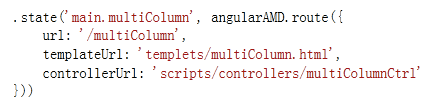 .state('main.multiColumn', angularAMD.route({
    url: '/multiColumn',
    templateUrl: 'templets/multiColumn.html',
    controllerUrl: 'scripts/controllers/multiColumnCtrl'
}))